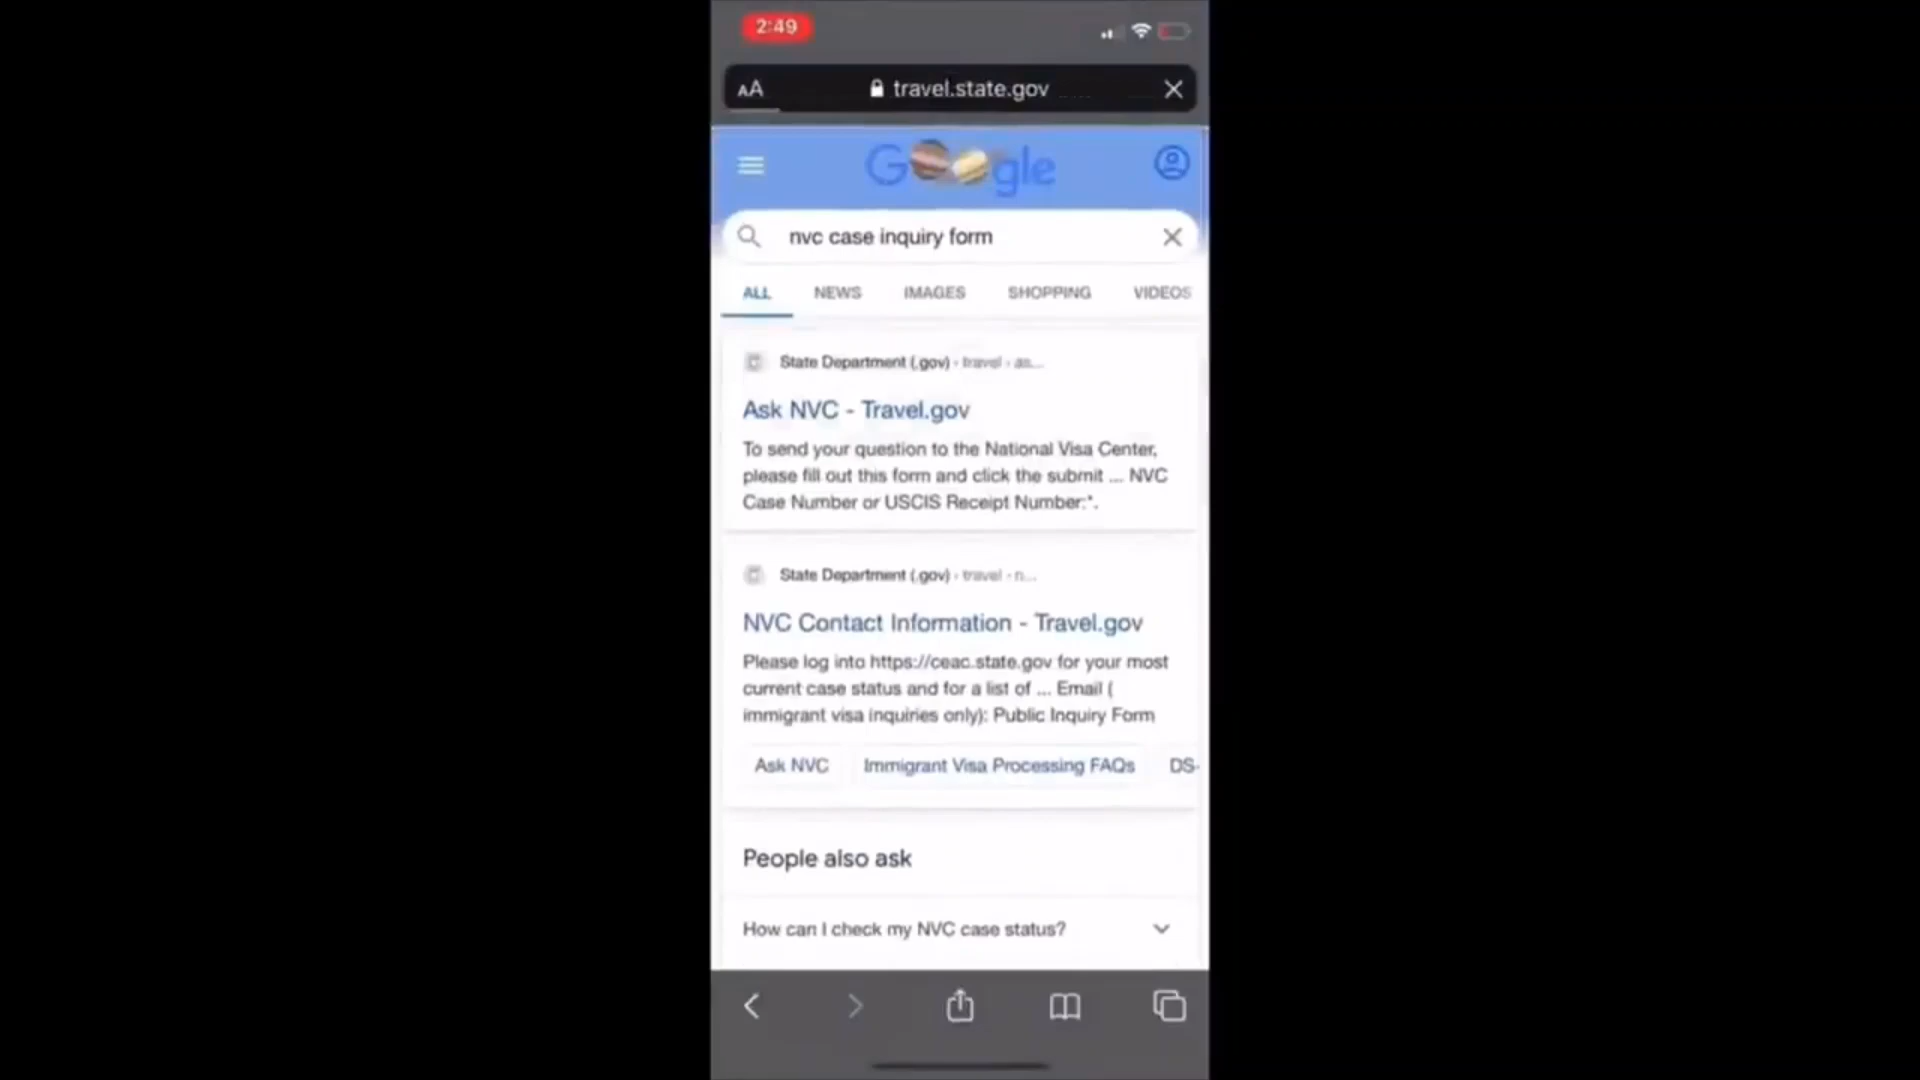 2:49
AA travel.state.gov
Google
nvc case inquiry form
ALL NEWS IMAGES SHOPPING VIDEOS
State Department (.gov) › travel › as...
Ask NVC - Travel.gov
To send your question to the National Visa Center,
please fill out this form and click the submit ... NVC
Case Number or USCIS Receipt Number:*.
State Department (.gov) › travel › n...
NVC Contact Information - Travel.gov
Please log into https://ceac.state.gov for your most
current case status and for a list of ... Email (
immigrant visa inquiries only): Public Inquiry Form
Ask NVC Immigrant Visa Processing FAQs DS-
People also ask
How can I check my NVC case status?